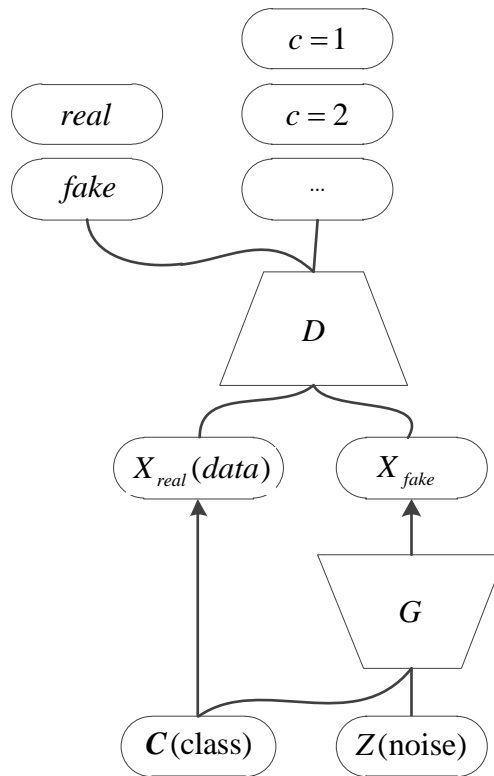 c = 1
real
c = 2
fake
...
D
X_real (data)
X_fake
G
C (class)
Z (noise)